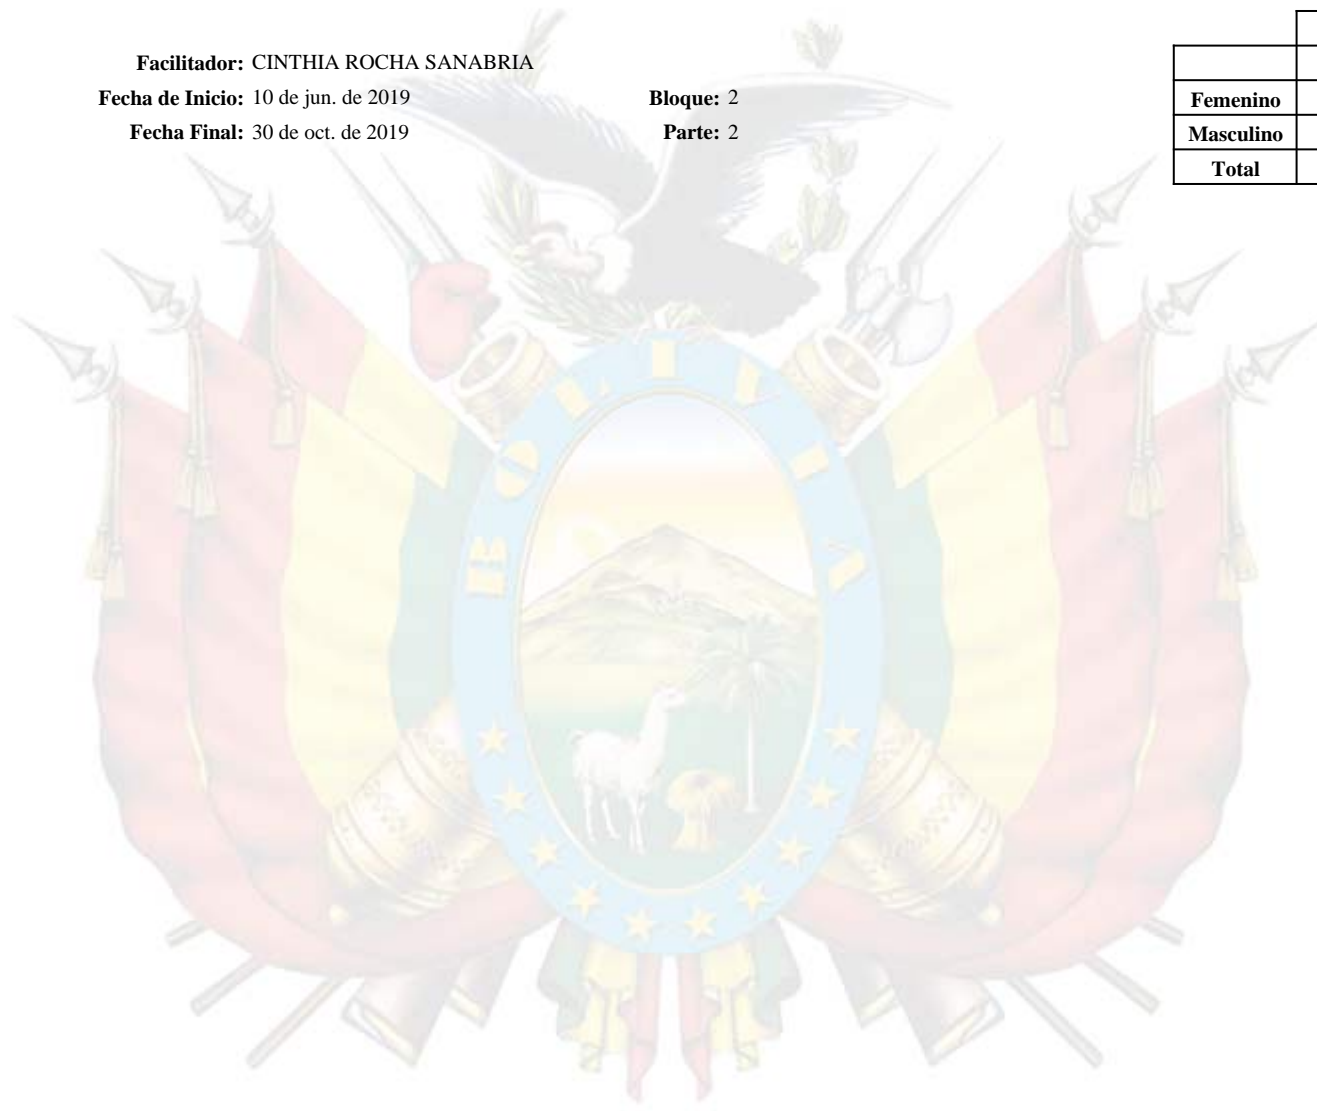 Facilitador: CINTHIA ROCHA SANABRIA
Fecha de Inicio: 10 de jun. de 2019 Bloque: 2
Fecha Final: 30 de oct. de 2019 Parte: 2
Femenino
Masculino
Total
BOLIVIA